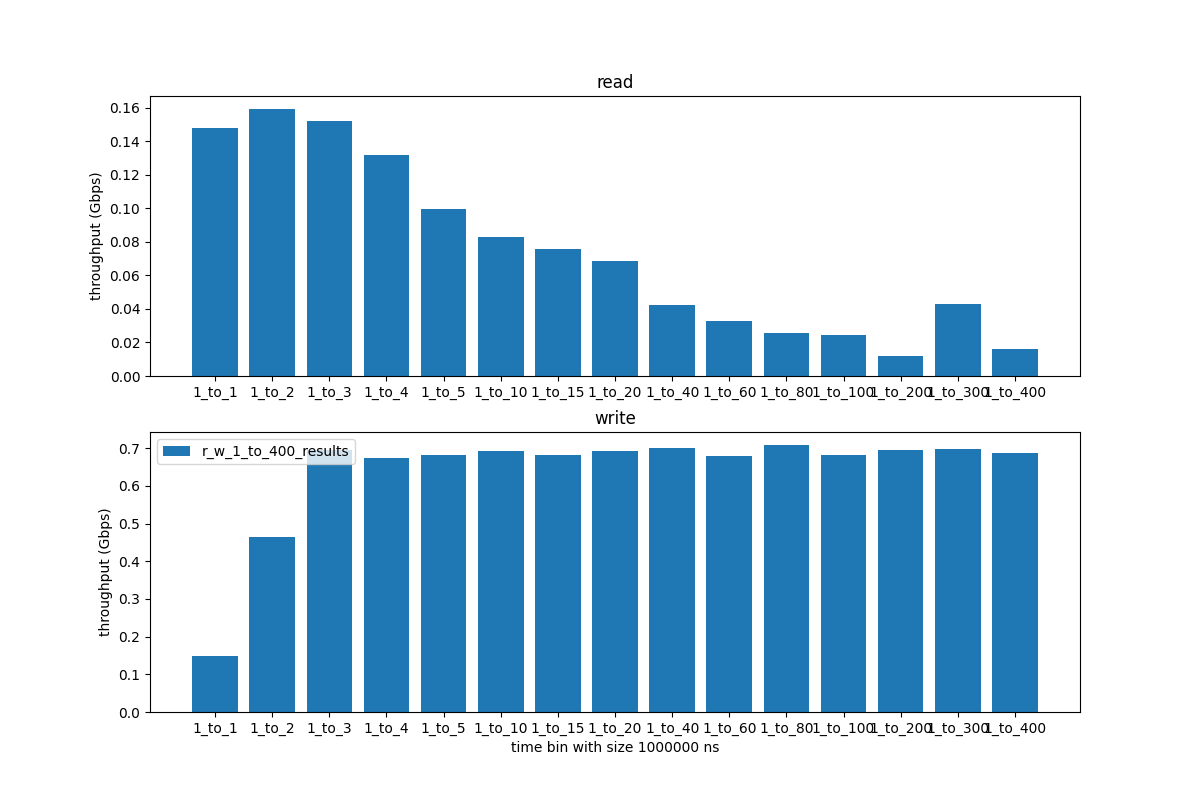 read
throughput (Gbps)
0.16
0.14
0.12
0.10
0.08
0.06
0.04
0.02
0.00
1_to_1 1_to_2 1_to_3 1_to_4 1_to_5 1_to_10 1_to_15 1_to_20 1_to_40 1_to_60 1_to_80 1_to_100 1_to_200 1_to_300 1_to_400
write
r_w_1_to_400_results
throughput (Gbps)
0.7
0.6
0.5
0.4
0.3
0.2
0.1
0.0
1_to_1 1_to_2 1_to_3 1_to_4 1_to_5 1_to_10 1_to_15 1_to_20 1_to_40 1_to_60 1_to_80 1_to_100 1_to_200 1_to_300 1_to_400
time bin with size 1000000 ns